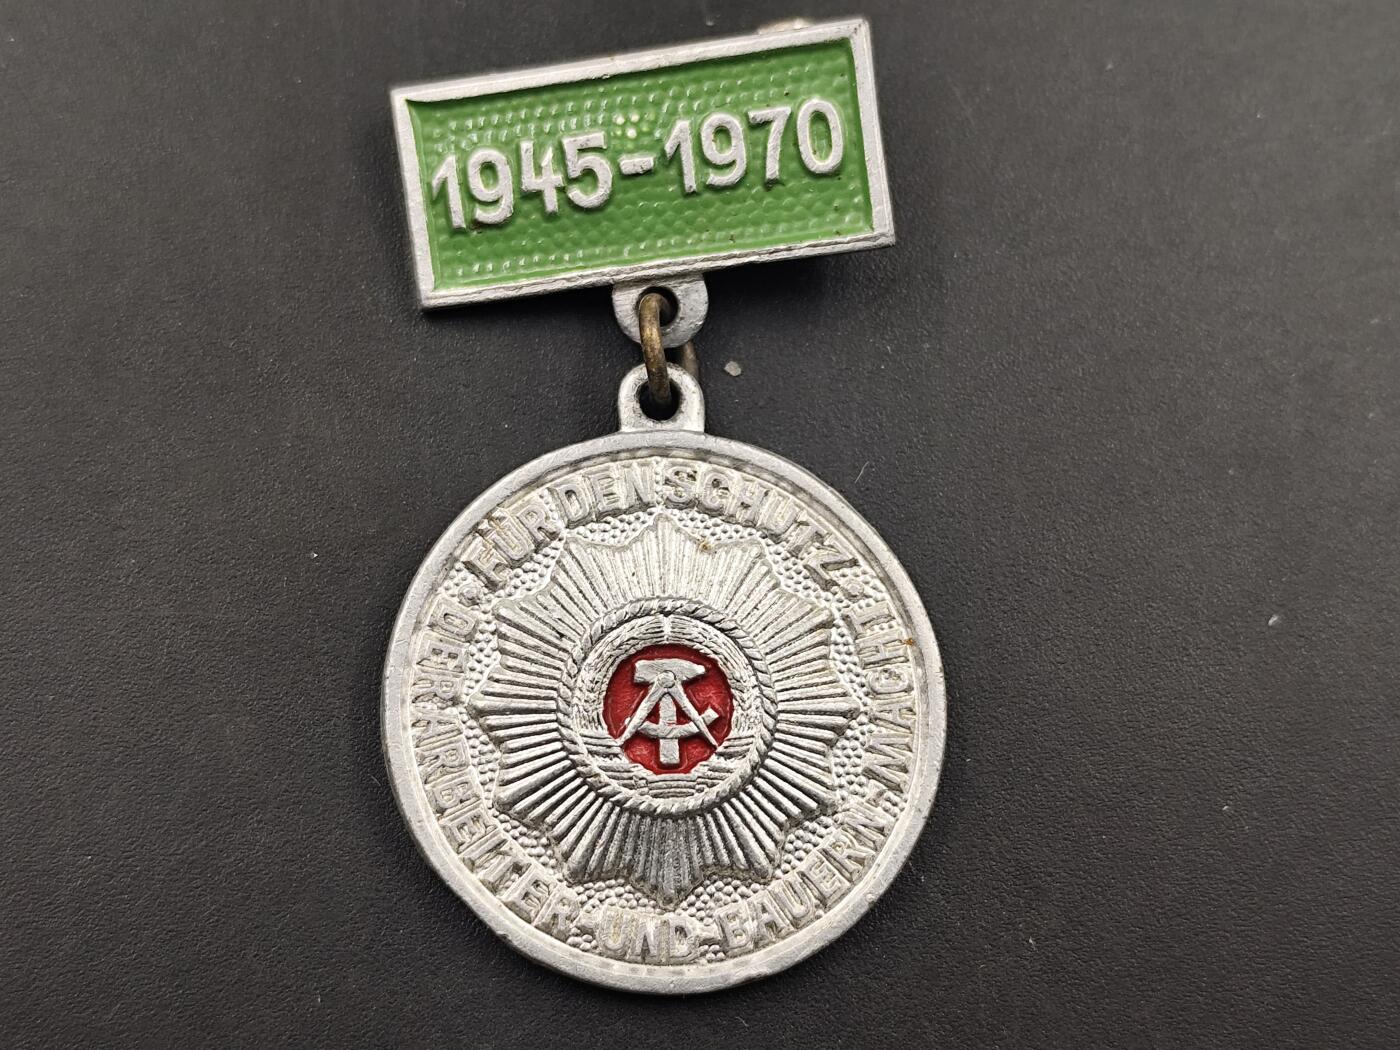 1945-1970
• FÜR DEN SCHUTZ •
DER ARBEITER- UND BAUERN-MACHT